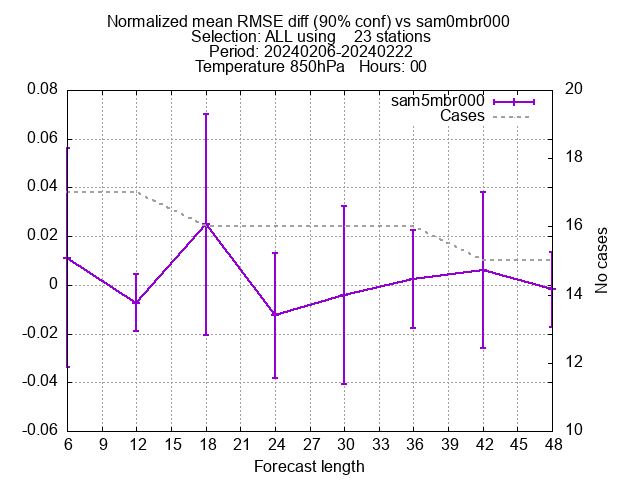 Normalized mean RMSE diff (90% conf) vs sam0mbr000
Selection: ALL using    23 stations
Period: 20240206-20240222
Temperature 850hPa   Hours: 00
sam5mbr000
Cases
0.08
0.06
0.04
0.02
0
-0.02
-0.04
-0.06
20
18
16
14
12
10
No cases
6 9 12 15 18 21 24 27 30 33 36 39 42 45 48
Forecast length